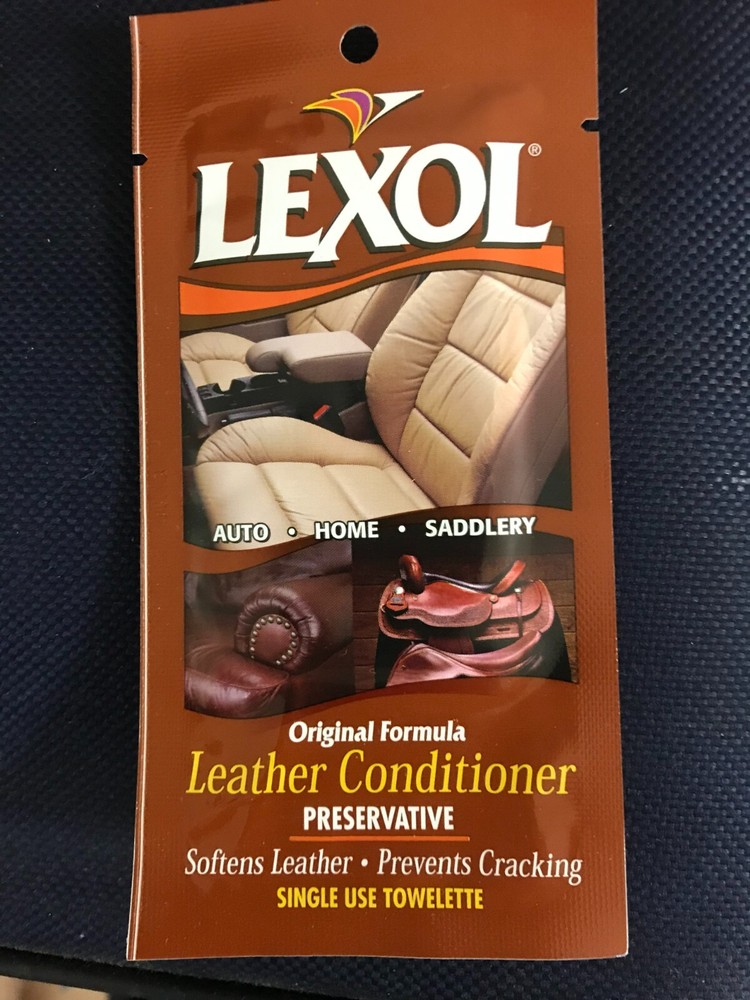 LEXOL®
AUTO • HOME • SADDLERY
Original Formula
Leather Conditioner
PRESERVATIVE
Softens Leather • Prevents Cracking
SINGLE USE TOWELETTE